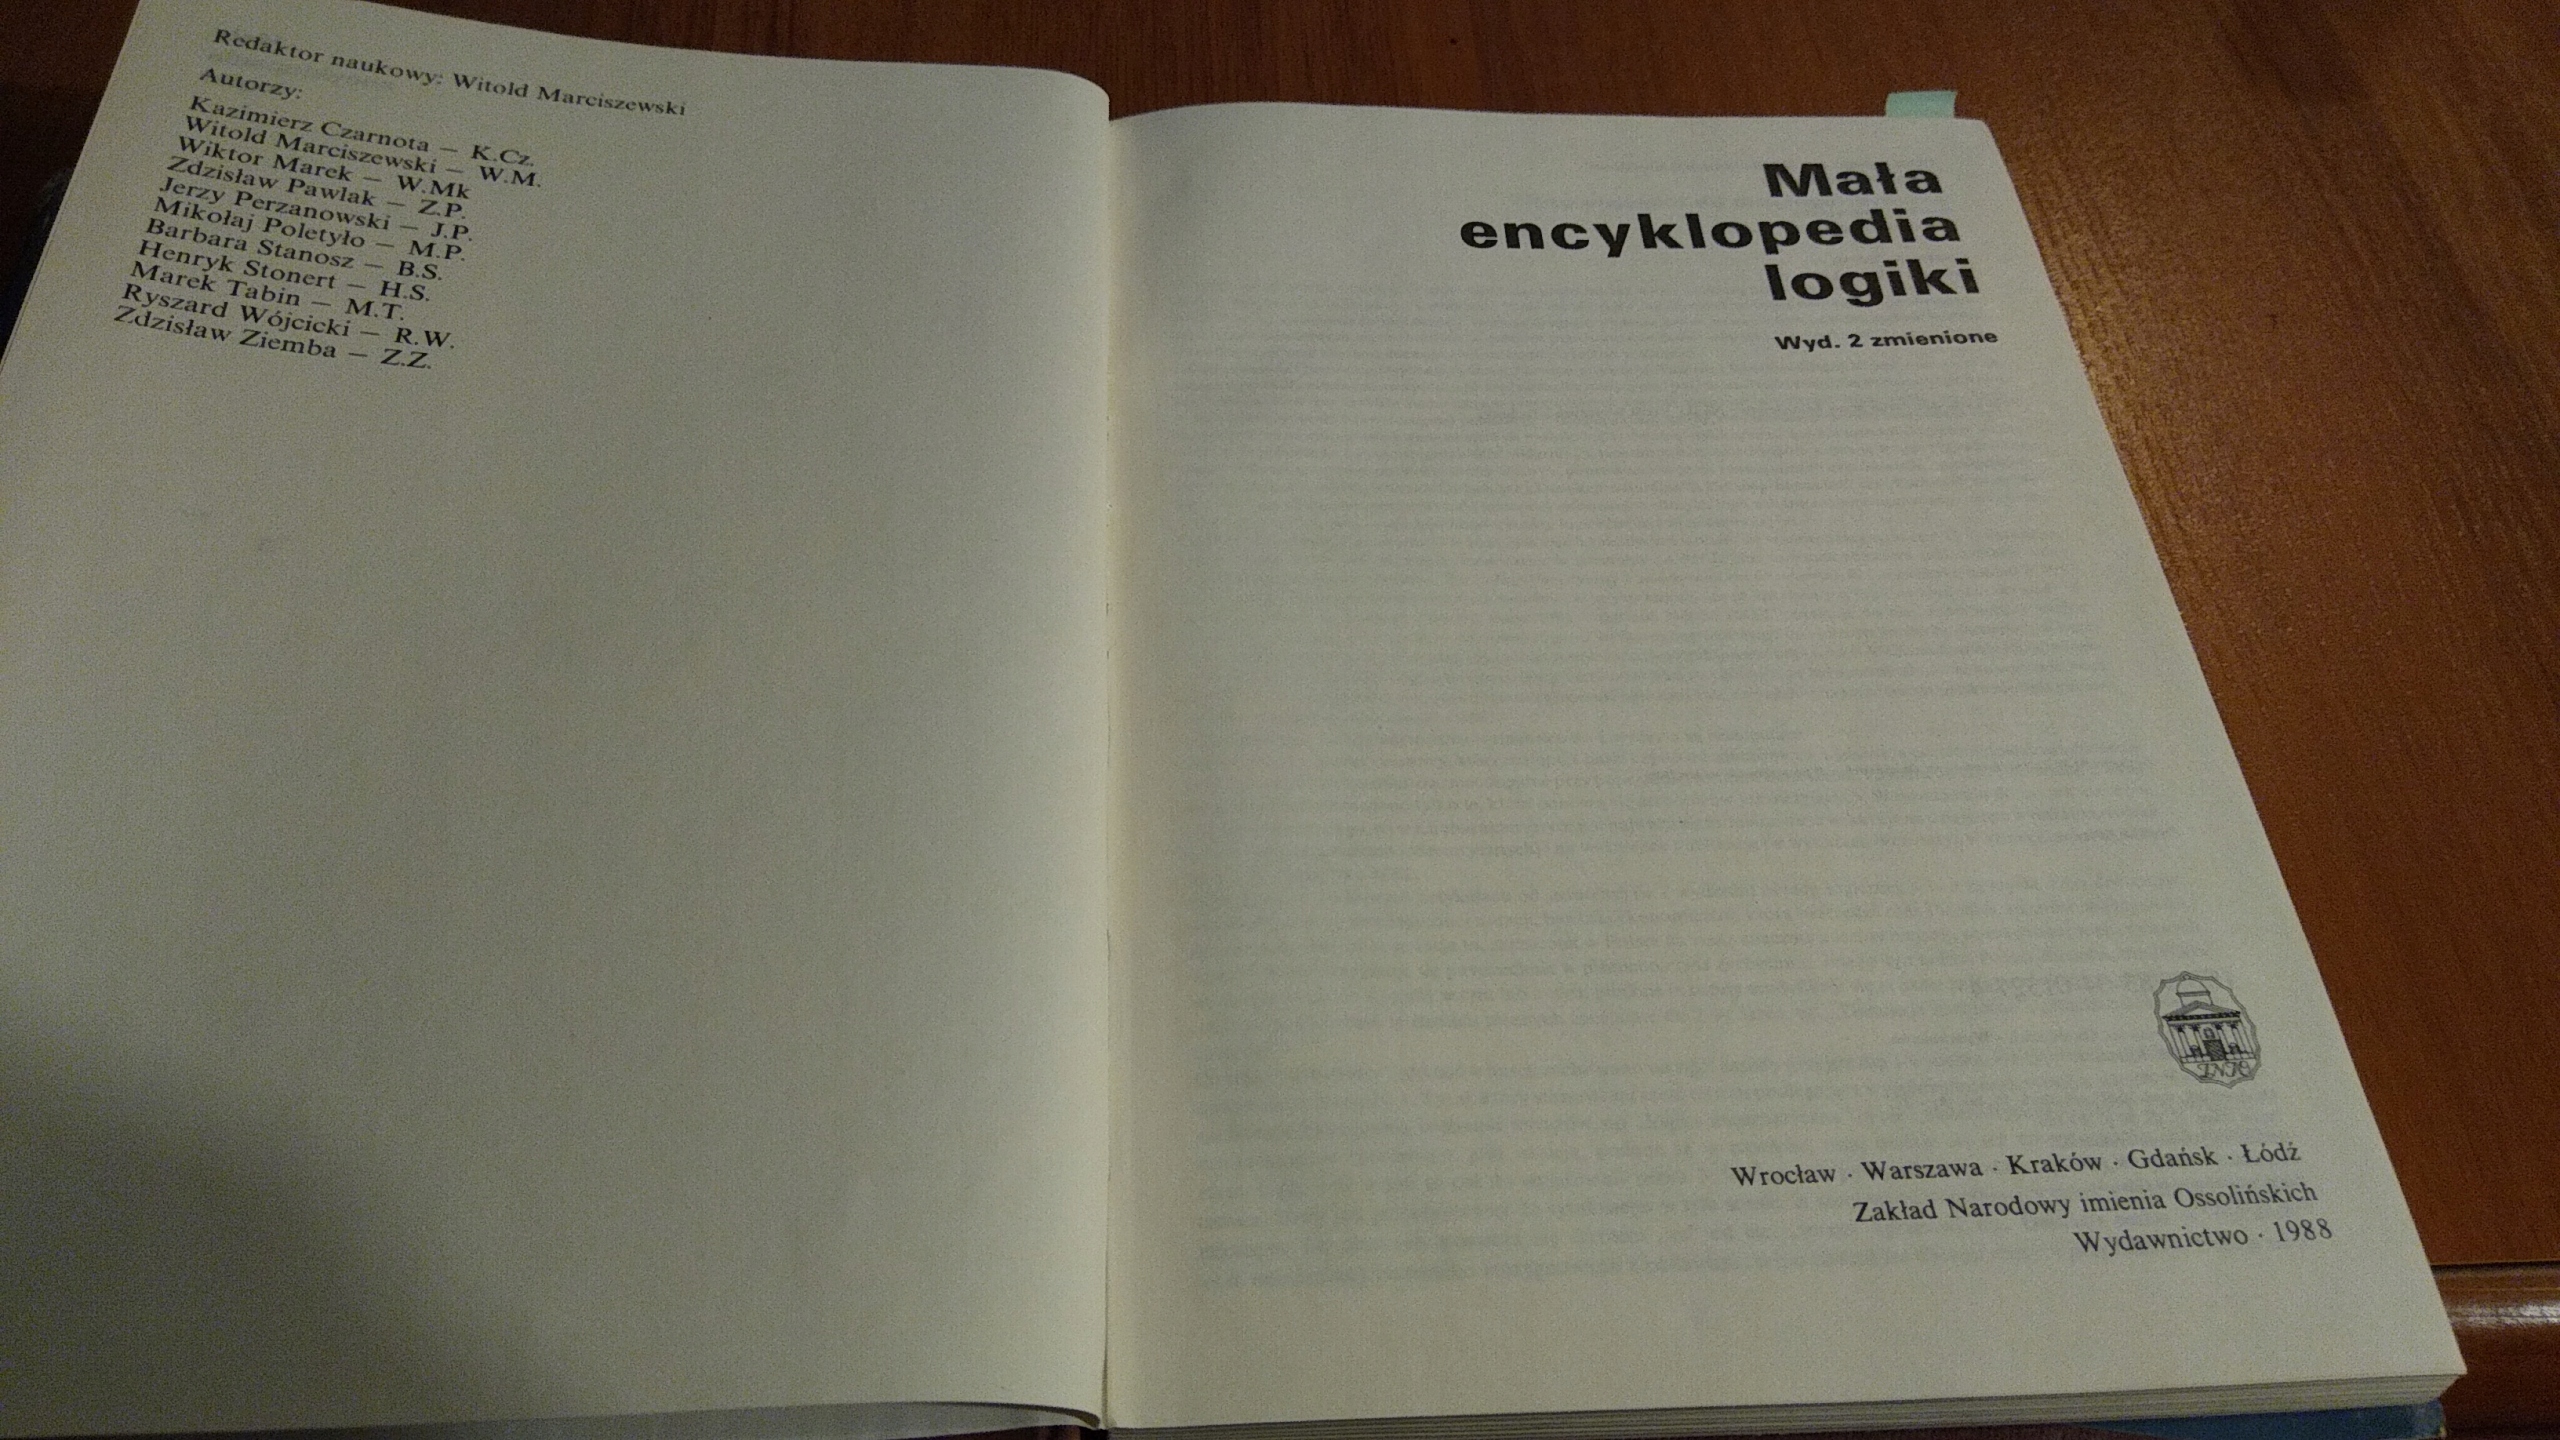 Redaktor naukowy: Witold Marciszewski
Autorzy:
Kazimierz Czarnota — K.Cz.
Witold Marciszewski — W.M.
Wiktor Marek — W.Mk
Zdzisław Pawlak — Z.P.
Jerzy Perzanowski — J.P.
Mikołaj Poletyło — M.P.
Barbara Stanosz — B.S.
Henryk Stonert — H.S.
Marek Tabin — M.T.
Ryszard Wójcicki — R.W.
Zdzisław Ziemba — Z.Z.
Mała
encyklopedia
logiki
Wyd. 2 zmienione
ZNiO
Wrocław · Warszawa · Kraków · Gdańsk · Łódź
Zakład Narodowy imienia Ossolińskich
Wydawnictwo · 1988